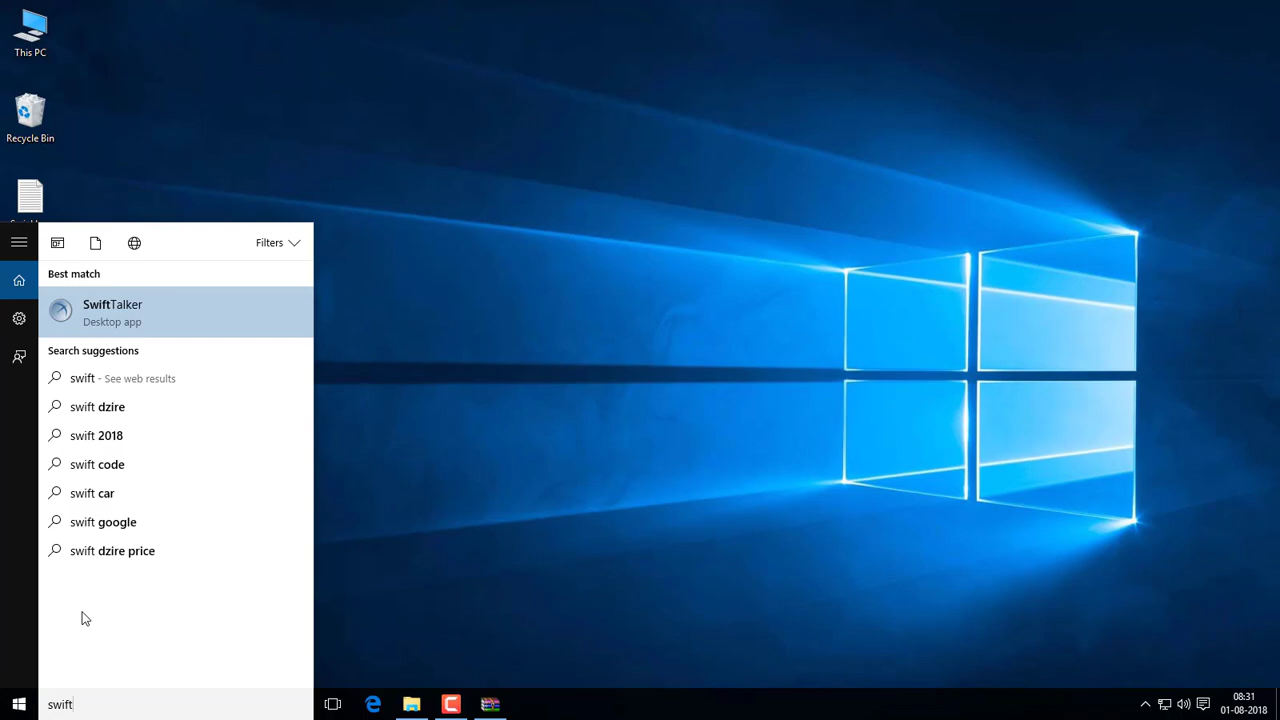 This PC
Recycle Bin
Filters
Best match
SwiftTalker
Desktop app
Search suggestions
swift - See web results
swift dzire
swift 2018
swift code
swift car
swift google
swift dzire price
swift
08:31
01-08-2018